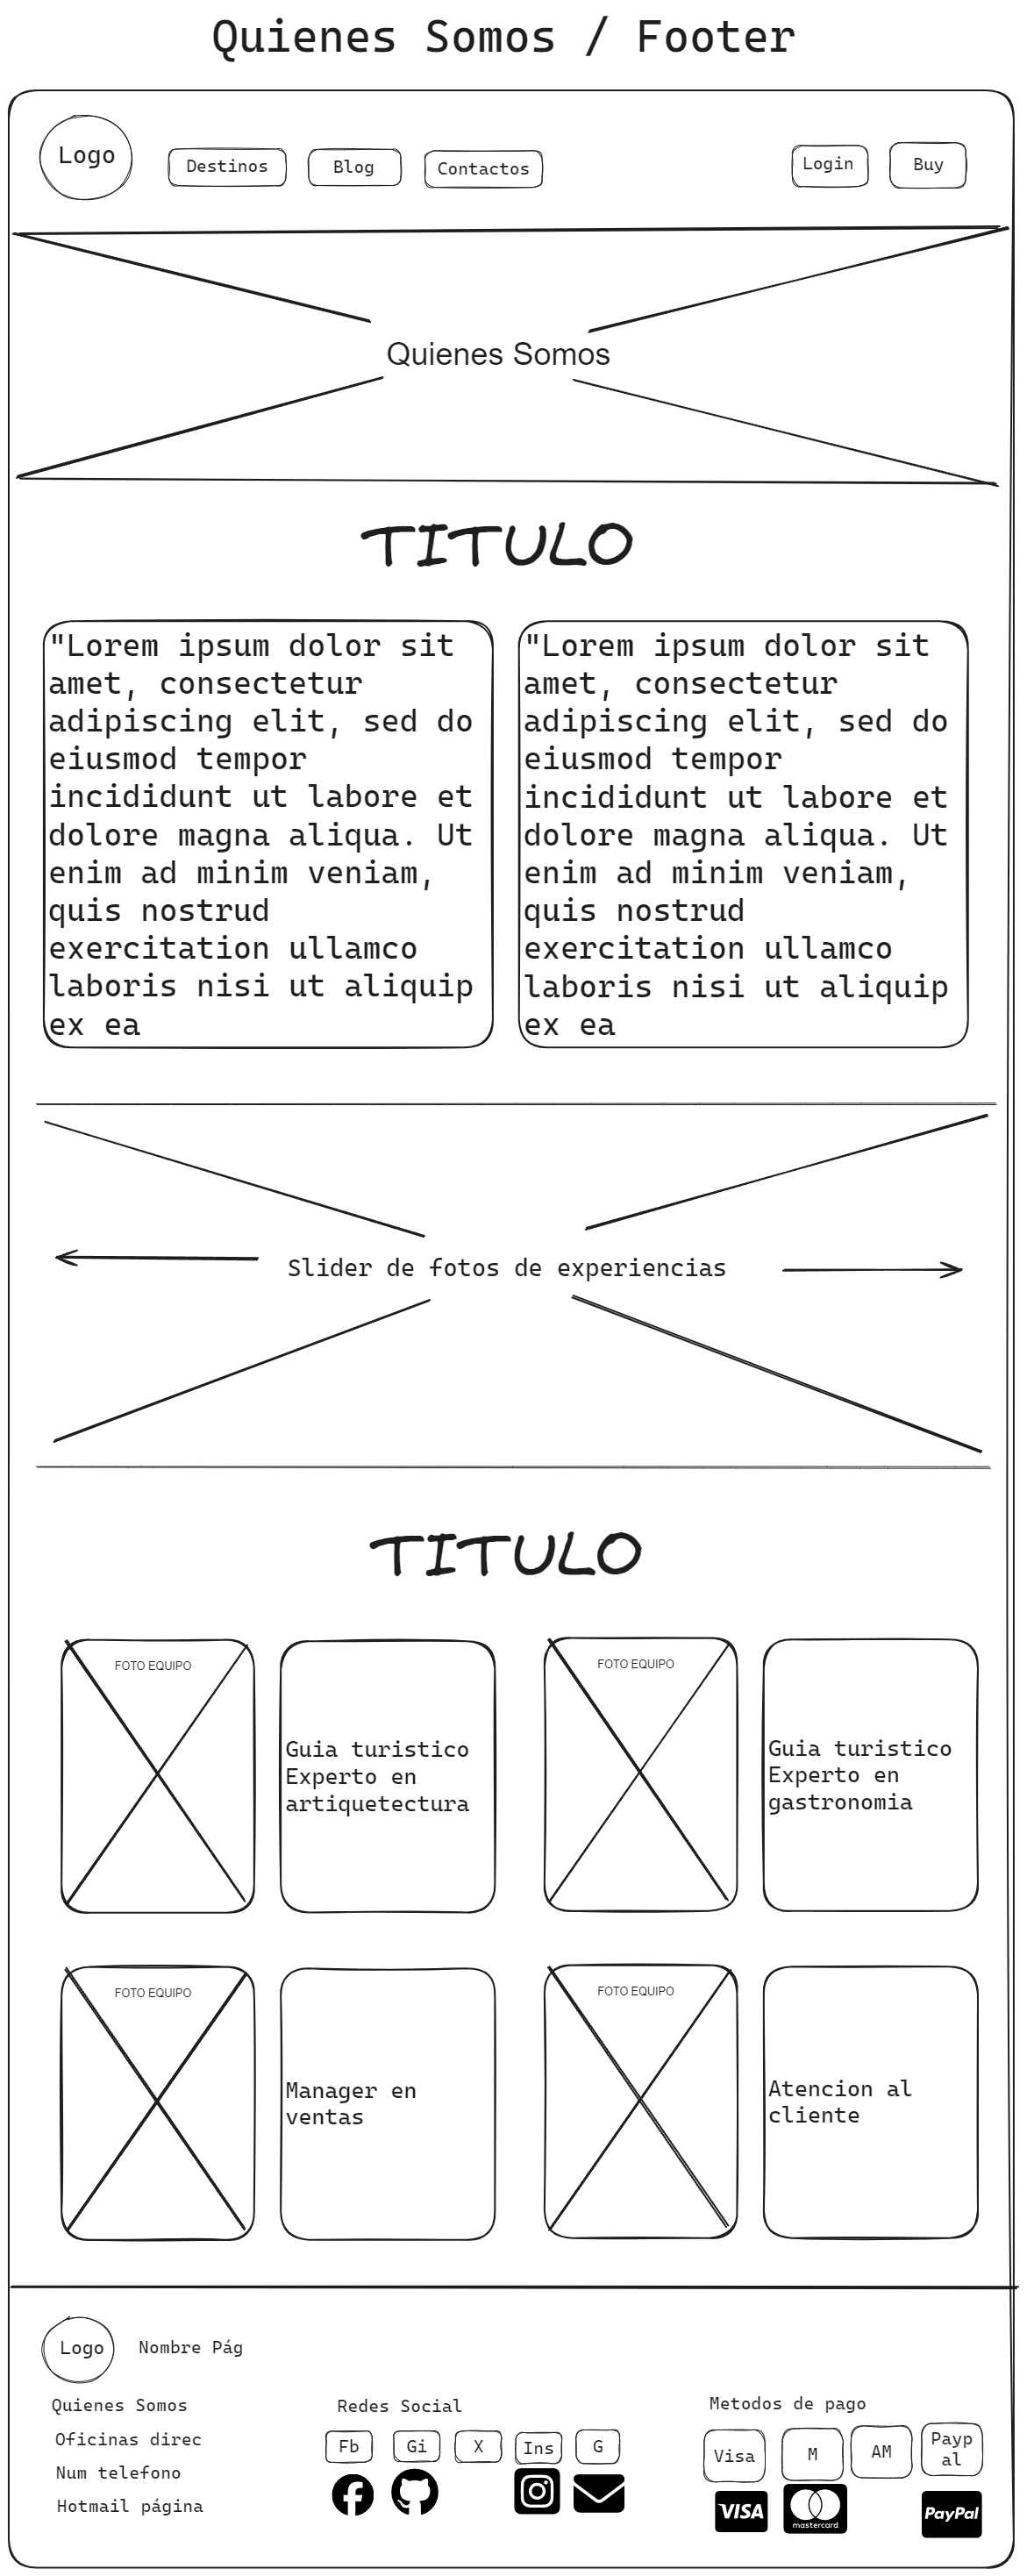 Quienes Somos / Footer
Logo
Destinos
Blog
Contactos
Login
Buy
Quienes Somos
TITULO
"Lorem ipsum dolor sit
amet, consectetur
adipiscing elit, sed do
eiusmod tempor
incididunt ut labore et
dolore magna aliqua. Ut
enim ad minim veniam,
quis nostrud
exercitation ullamco
laboris nisi ut aliquip
ex ea
"Lorem ipsum dolor sit
amet, consectetur
adipiscing elit, sed do
eiusmod tempor
incididunt ut labore et
dolore magna aliqua. Ut
enim ad minim veniam,
quis nostrud
exercitation ullamco
laboris nisi ut aliquip
ex ea
Slider de fotos de experiencias
TITULO
FOTO EQUIPO
Guia turistico
Experto en
artiquetectura
FOTO EQUIPO
Guia turistico
Experto en
gastronomia
FOTO EQUIPO
Manager en
ventas
FOTO EQUIPO
Atencion al
cliente
Logo
Nombre Pág
Quienes Somos
Oficinas direc
Num telefono
Hotmail página
Redes Social
Fb
Gi
X
Ins
G
Metodos de pago
Visa
M
AM
Payp
al
VISA
mastercard
PayPal